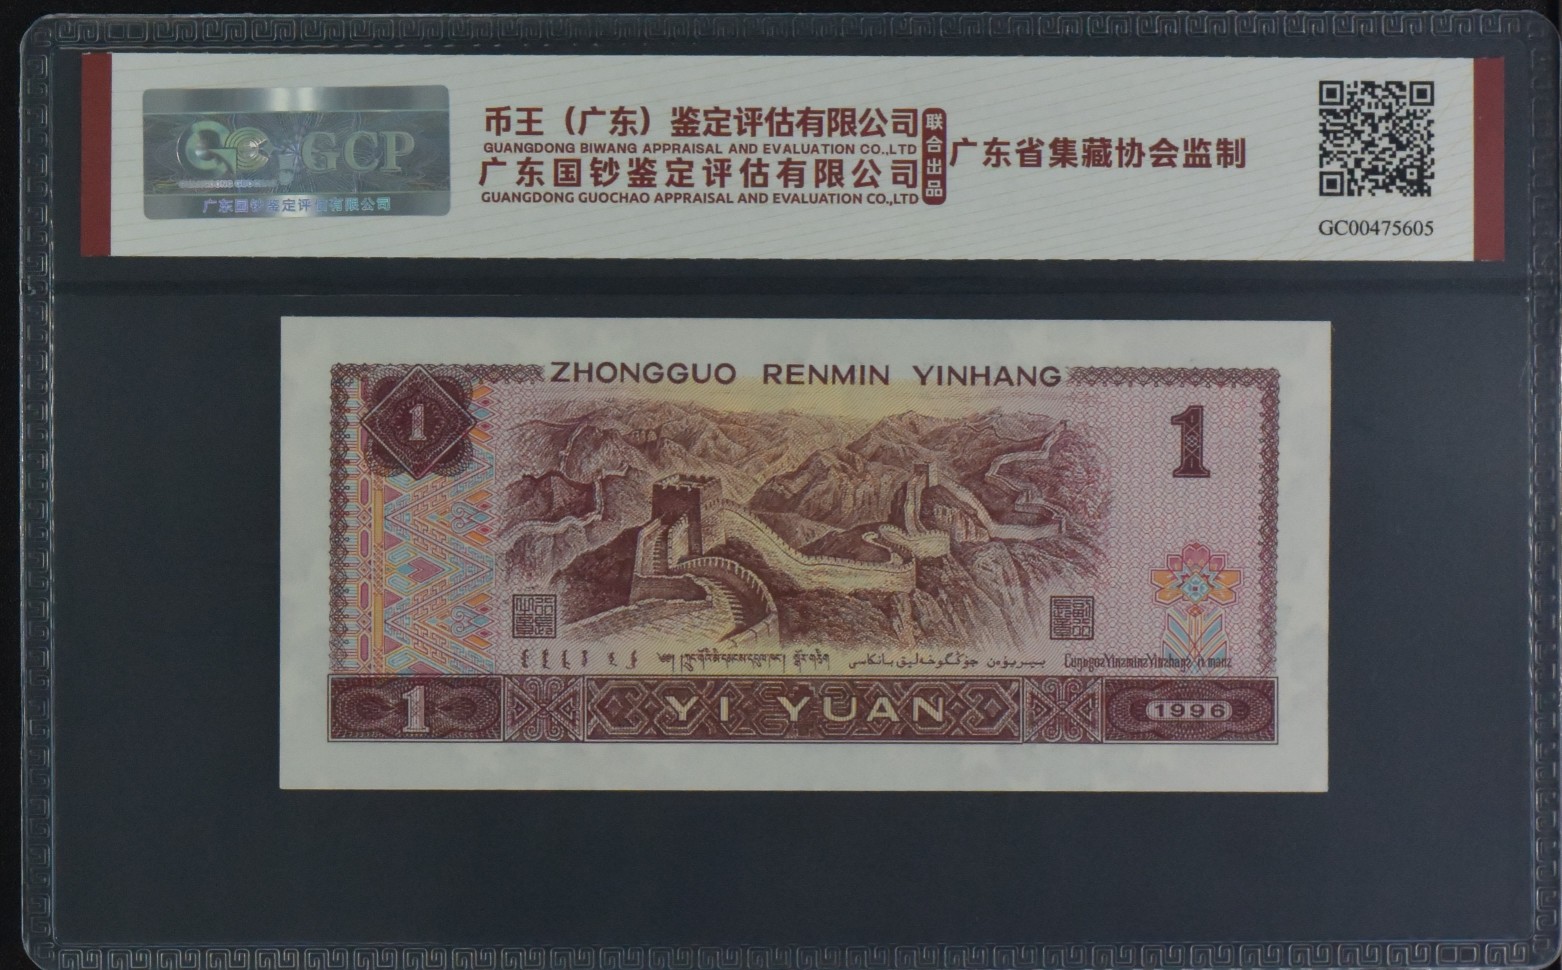 GCP
广东国钞鉴定评估有限公司
币王（广东）鉴定评估有限公司
GUANGDONG BIWANG APPRAISAL AND EVALUATION CO.,LTD
广东国钞鉴定评估有限公司
GUANGDONG GUOCHAO APPRAISAL AND EVALUATION CO.,LTD
联合出品
广东省集藏协会监制
GC00475605
ZHONGGUO RENMIN YINHANG
1
1
1
YI YUAN
1996